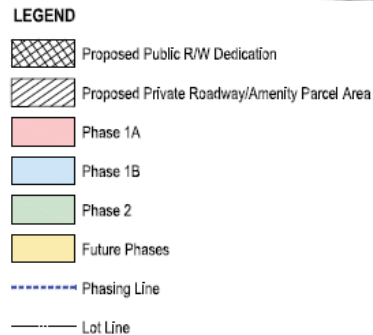 LEGEND
Proposed Public R/W Dedication
Proposed Private Roadway/Amenity Parcel Area
Phase 1A
Phase 1B
Phase 2
Future Phases
Phasing Line
Lot Line